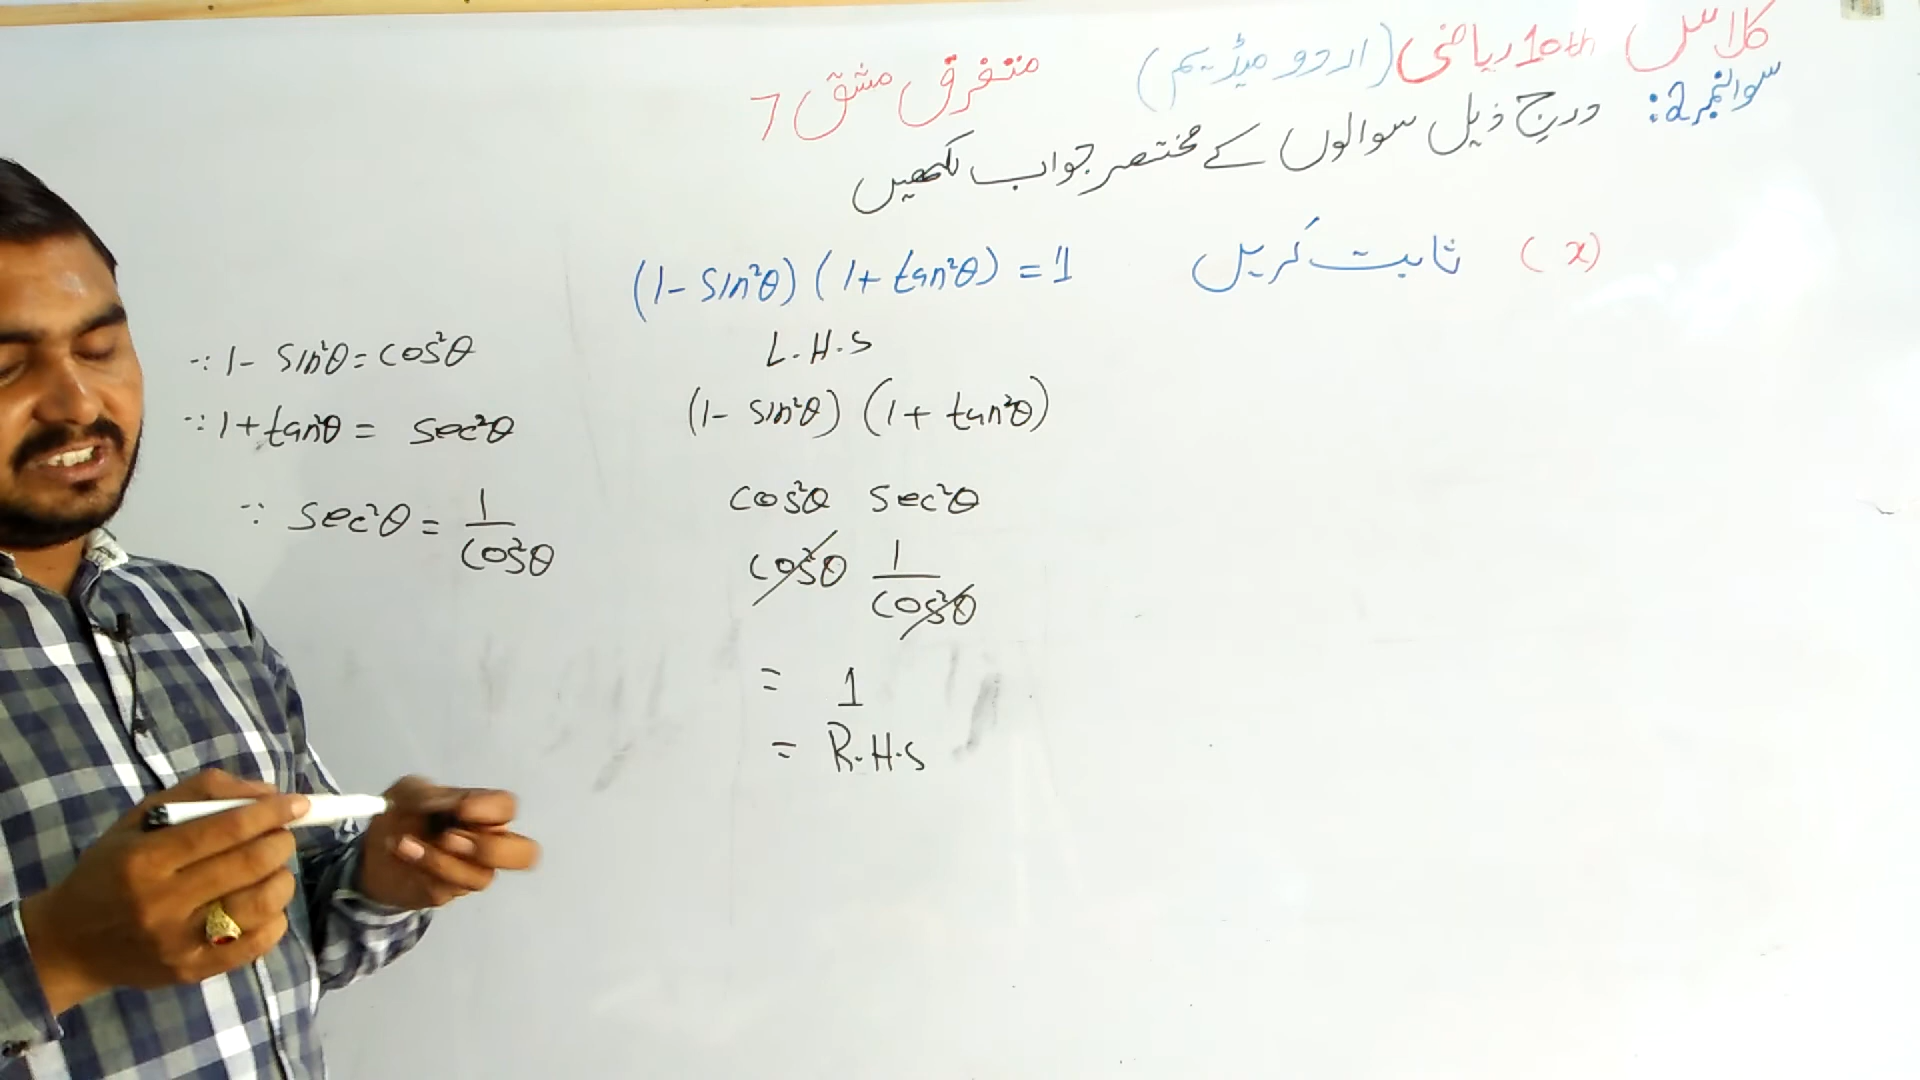 کلاس 10th ریاضی (اردو میڈیم) متفرق مشق 7
سوالنمبر2: درج ذیل سوالوں کے مختصر جواب لکھیں
(x) ثابت کریں (1 - sin²θ) (1 + tan²θ) = 1
L.H.S
(1 - sin²θ) (1 + tan²θ)
cos²θ sec²θ
cos²θ 1/cos²θ
= 1
= R.H.S
∵ 1 - sin²θ = cos²θ
∵ 1 + tan²θ = sec²θ
∵ sec²θ = 1/cos²θ